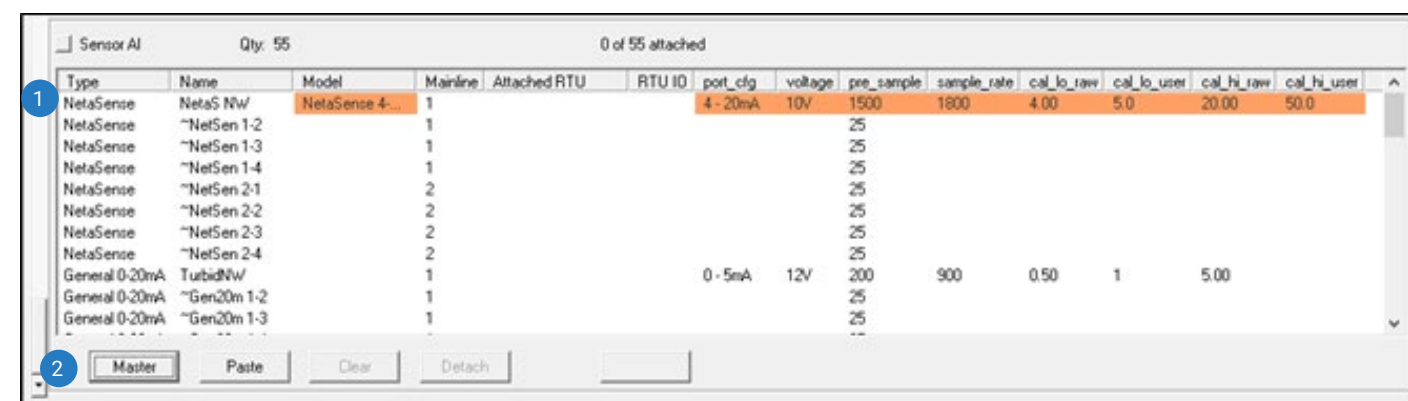 Sensor AI Qty: 55 0 of 55 attached
Type Name Model Mainline Attached RTU RTU IO port_cfg voltage pre_sample sample_rate cal_lo_raw cal_lo_user cal_hi_raw cal_hi_user
1 NetaSense NetaS NW NetaSense 4-... 1 4 - 20mA 10V 1500 1800 4.00 5.0 20.00 50.0
NetaSense ~NetSen 1-2 1 25
NetaSense ~NetSen 1-3 1 25
NetaSense ~NetSen 1-4 1 25
NetaSense ~NetSen 2-1 2 25
NetaSense ~NetSen 2-2 2 25
NetaSense ~NetSen 2-3 2 25
NetaSense ~NetSen 2-4 2 25
General 0-20mA TurbidNW 1 0 - 5mA 12V 200 900 0.50 1 5.00
General 0-20mA ~Gen20m 1-2 1 25
General 0-20mA ~Gen20m 1-3 1 25
2 Master Paste Clear Detach